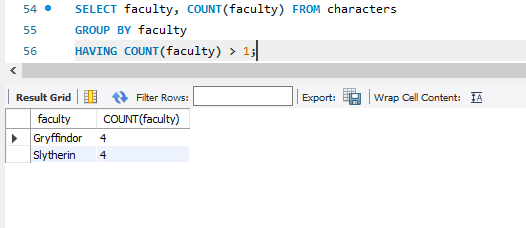 54 SELECT faculty, COUNT(faculty) FROM characters
55 GROUP BY faculty
56 HAVING COUNT(faculty) > 1;
Result Grid Filter Rows: Export: Wrap Cell Content: IA
faculty COUNT(faculty)
Gryffindor 4
Slytherin 4